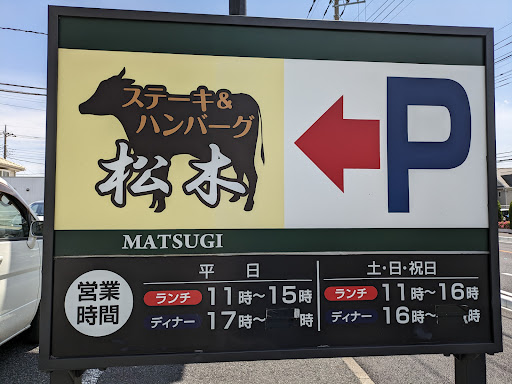 ステーキ&
ハンバーグ
松木
MATSUGI
P
営業
時間
平日
ランチ 11時～15時
ディナー 17時～ 時
土・日・祝日
ランチ 11時～16時
ディナー 16時～ 時